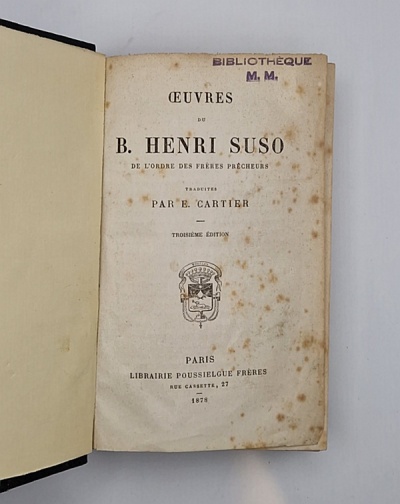 BIBLIOTHÈQUE
M. M.
ŒUVRES
DU
B. HENRI SUSO
DE L'ORDRE DES FRÈRES PRÊCHEURS
TRADUITES
PAR E. CARTIER
TROISIÈME ÉDITION
PARIS
LIBRAIRIE POUSSIELGUE FRÈRES
RUE CASSETTE, 27
1878